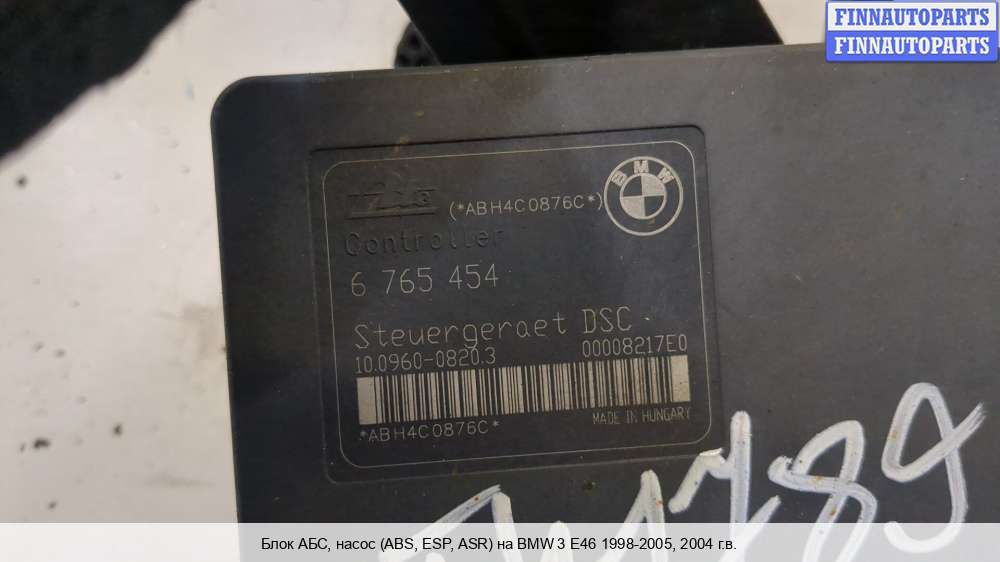 FINNAUTOPARTS
FINNAUTOPARTS
(*ABH4C0876C*)
BMW
Controller
6 765 454
Steuergeraet DSC
10.0960-0820.3 00008217E0
MADE IN HUNGARY
*ABH4C0876C*
789
Блок АБС, насос (ABS, ESP, ASR) на BMW 3 E46 1998-2005, 2004 г.в.